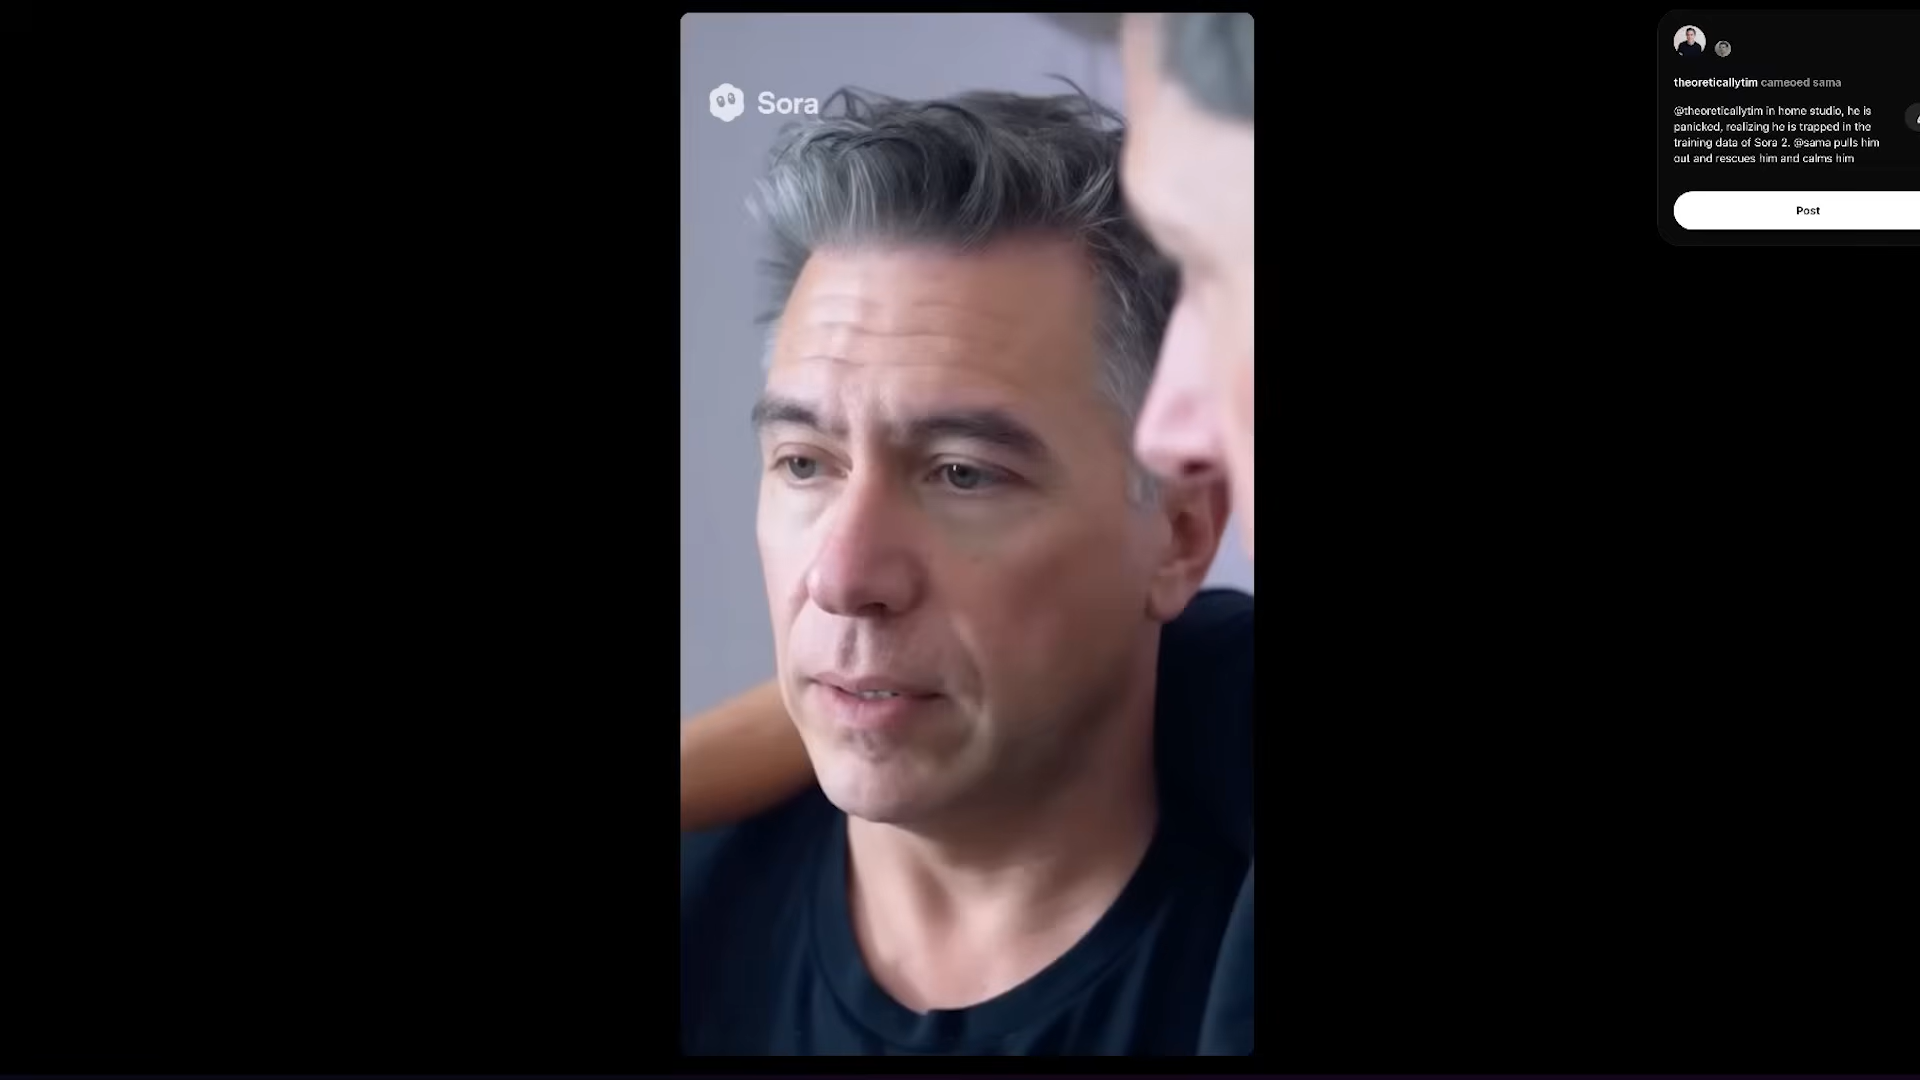 Sora
theoreticallytim cameoed sama
@theoreticallytim in home studio, he is
panicked, realizing he is trapped in the
training data of Sora 2. @sama pulls him
out and rescues him and calms him
Post